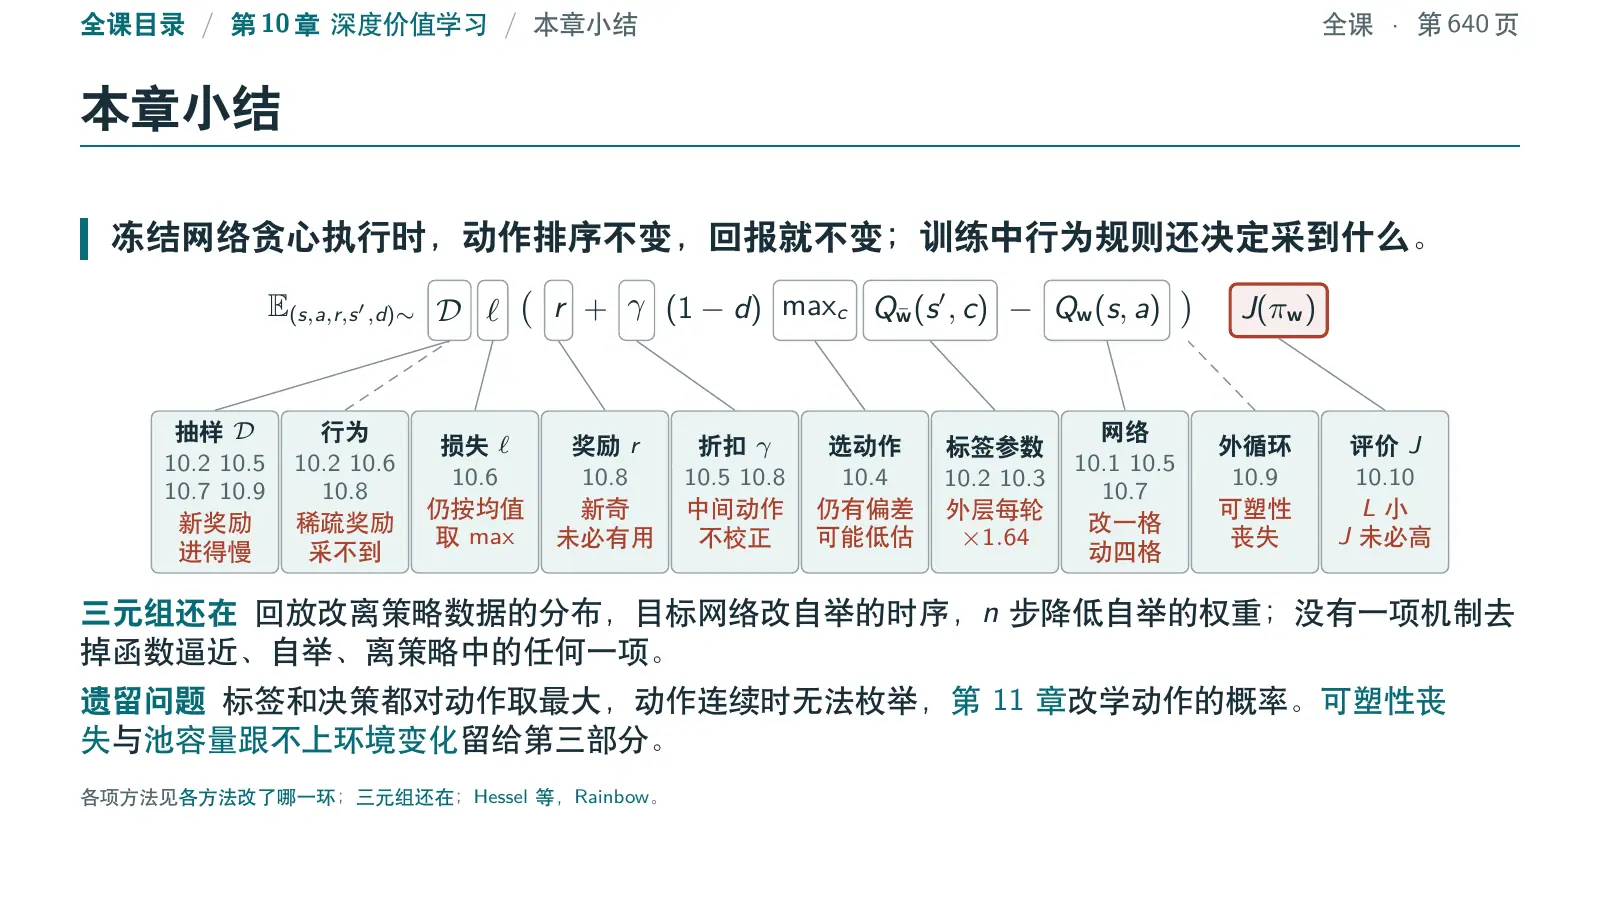 全课目录 / 第 10 章 深度价值学习 / 本章小结
全课 · 第 640 页
本章小结
冻结网络贪心执行时，动作排序不变，回报就不变；训练中行为规则还决定采到什么。
𝔼(s,a,r,s′,d)∼ 𝒟 ℓ ( r + γ (1 − d) max_c Q_w̄(s′, c) − Q_w(s, a) ) J(π_w)
抽样 𝒟
10.2 10.5
10.7 10.9
新奖励
进得慢
行为
10.2 10.6
10.8
稀疏奖励
采不到
损失 ℓ
10.6
仍按均值
取 max
奖励 r
10.8
新奇
未必有用
折扣 γ
10.5 10.8
中间动作
不校正
选动作
10.4
仍有偏差
可能低估
标签参数
10.2 10.3
外层每轮
×1.64
网络
10.1 10.5
10.7
改一格
动四格
外循环
10.9
可塑性
丧失
评价 J
10.10
L 小
J 未必高
三元组还在 回放改离策略数据的分布，目标网络改自举的时序，n 步降低自举的权重；没有一项机制去
掉函数逼近、自举、离策略中的任何一项。
遗留问题 标签和决策都对动作取最大，动作连续时无法枚举，第 11 章改学动作的概率。可塑性丧
失与池容量跟不上环境变化留给第三部分。
各项方法见各方法改了哪一环；三元组还在；Hessel 等，Rainbow。